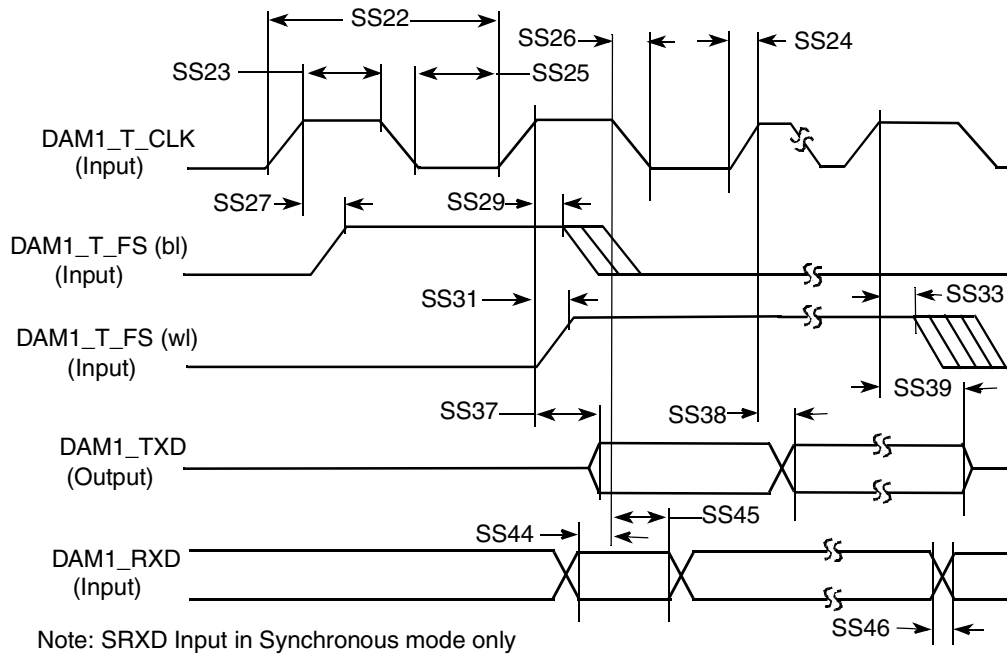 SS22
SS26
SS24
SS23
SS25
DAM1_T_CLK
(Input)
SS27
SS29
DAM1_T_FS (bl)
(Input)
SS31
SS33
DAM1_T_FS (wl)
(Input)
SS39
SS37
SS38
DAM1_TXD
(Output)
SS45
SS44
DAM1_RXD
(Input)
SS46
Note: SRXD Input in Synchronous mode only